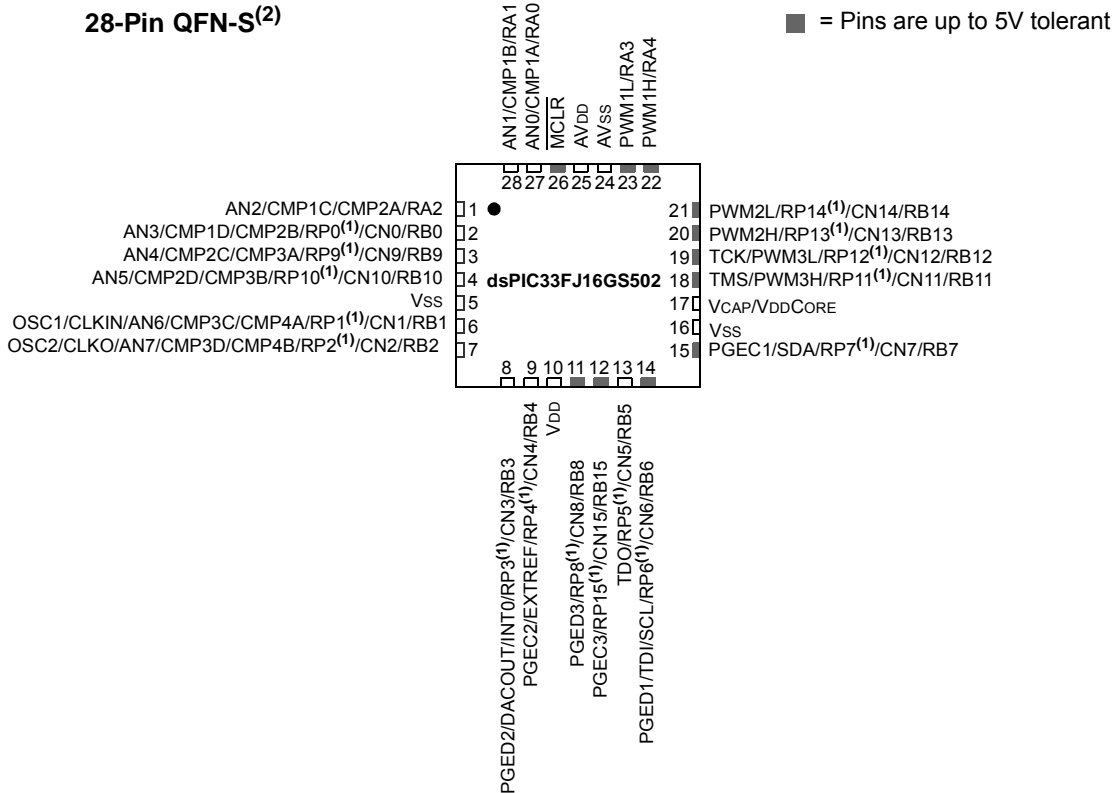 28-Pin QFN-S(2)
= Pins are up to 5V tolerant
AN1/CMP1B/RA1
AN0/CMP1A/RA0
MCLR
AVDD
AVSS
PWM1L/RA3
PWM1H/RA4
28 27 26 25 24 23 22
AN2/CMP1C/CMP2A/RA2 1
AN3/CMP1D/CMP2B/RP0(1)/CN0/RB0 2
AN4/CMP2C/CMP3A/RP9(1)/CN9/RB9 3
AN5/CMP2D/CMP3B/RP10(1)/CN10/RB10 4
VSS 5
OSC1/CLKIN/AN6/CMP3C/CMP4A/RP1(1)/CN1/RB1 6
OSC2/CLKO/AN7/CMP3D/CMP4B/RP2(1)/CN2/RB2 7
dsPIC33FJ16GS502
21 PWM2L/RP14(1)/CN14/RB14
20 PWM2H/RP13(1)/CN13/RB13
19 TCK/PWM3L/RP12(1)/CN12/RB12
18 TMS/PWM3H/RP11(1)/CN11/RB11
17 VCAP/VDDCORE
16 VSS
15 PGEC1/SDA/RP7(1)/CN7/RB7
8 9 10 11 12 13 14
PGED2/DACOUT/INT0/RP3(1)/CN3/RB3
PGEC2/EXTREF/RP4(1)/CN4/RB4
VDD
PGED3/RP8(1)/CN8/RB8
PGEC3/RP15(1)/CN15/RB15
TDO/RP5(1)/CN5/RB5
PGED1/TDI/SCL/RP6(1)/CN6/RB6